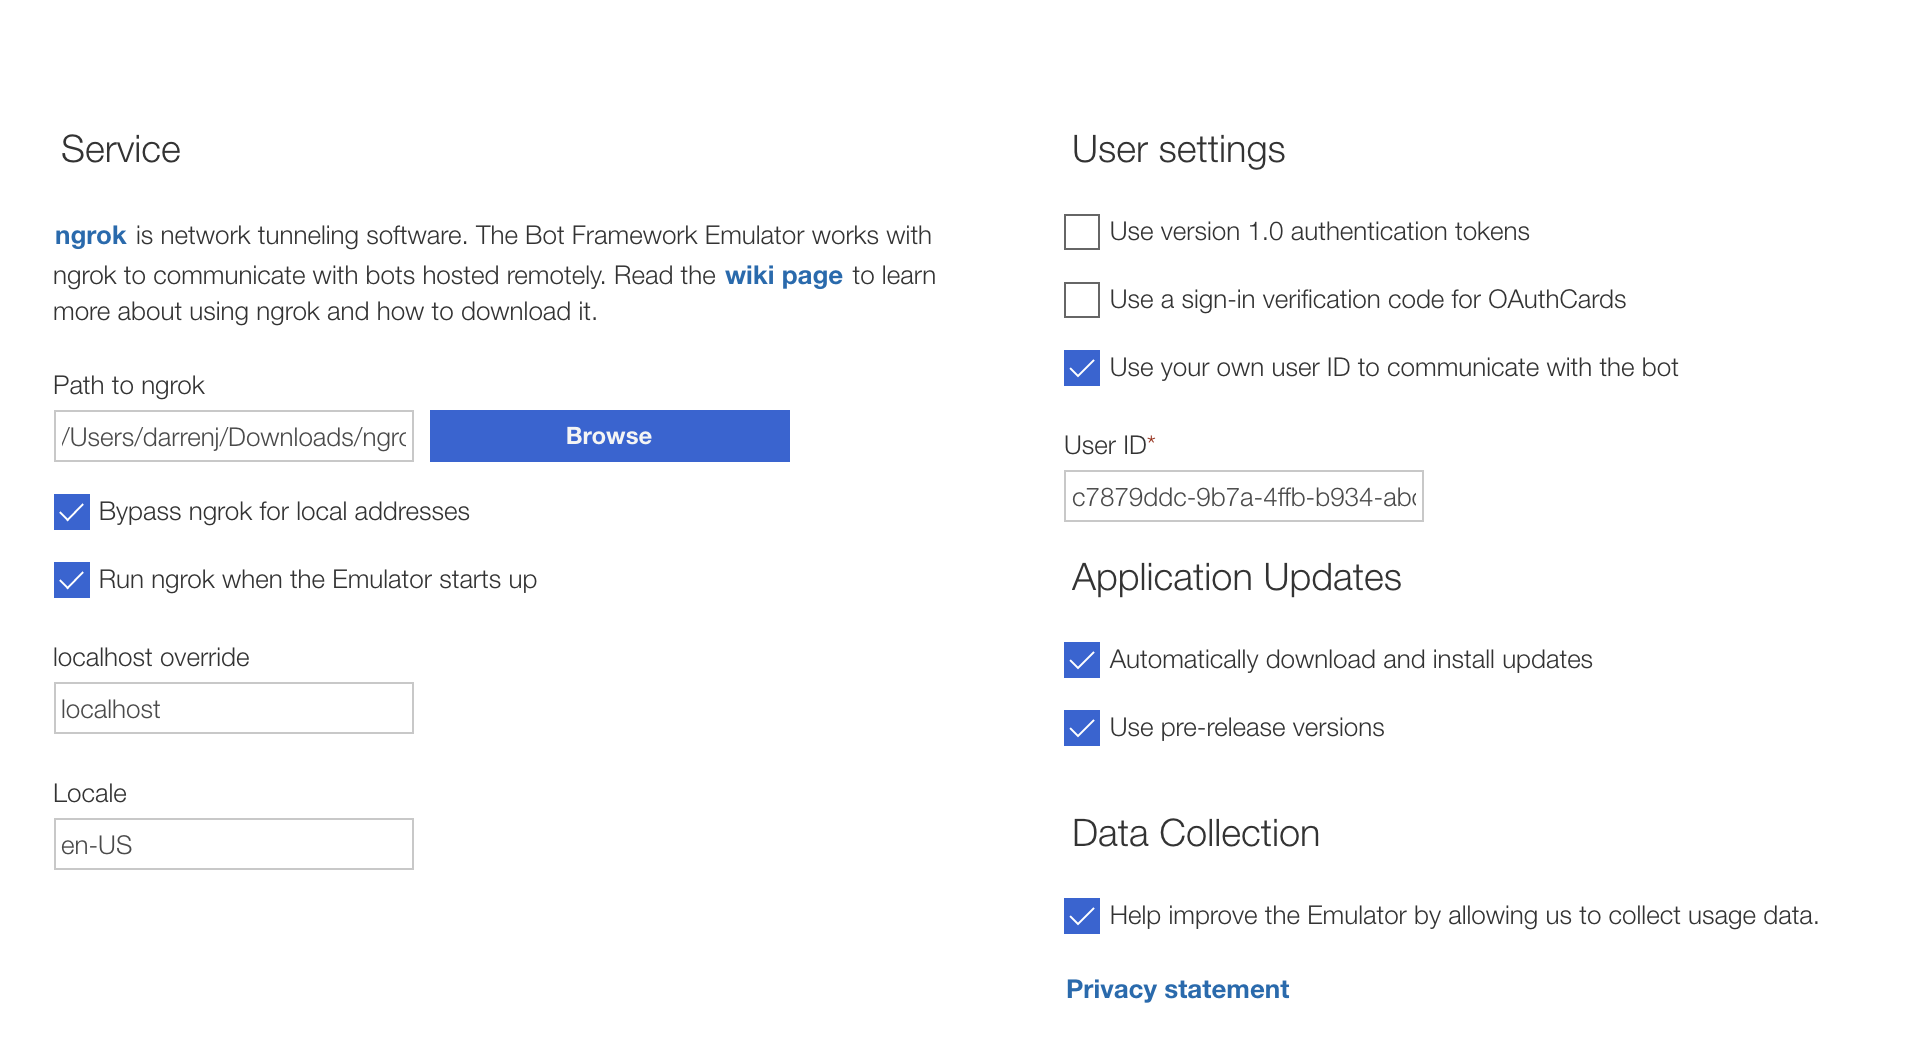 Service
ngrok is network tunneling software. The Bot Framework Emulator works with
ngrok to communicate with bots hosted remotely. Read the wiki page to learn
more about using ngrok and how to download it.
Path to ngrok
/Users/darrenj/Downloads/ngro
Browse
Bypass ngrok for local addresses
Run ngrok when the Emulator starts up
localhost override
localhost
Locale
en-US
User settings
Use version 1.0 authentication tokens
Use a sign-in verification code for OAuthCards
Use your own user ID to communicate with the bot
User ID*
c7879ddc-9b7a-4ffb-b934-abc
Application Updates
Automatically download and install updates
Use pre-release versions
Data Collection
Help improve the Emulator by allowing us to collect usage data.
Privacy statement